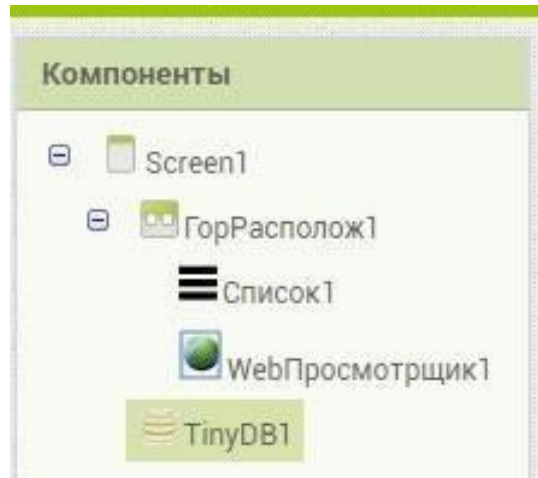 Компоненты
Screen1
ГорРасполож1
Список1
WebПросмотрщик1
TinyDB1